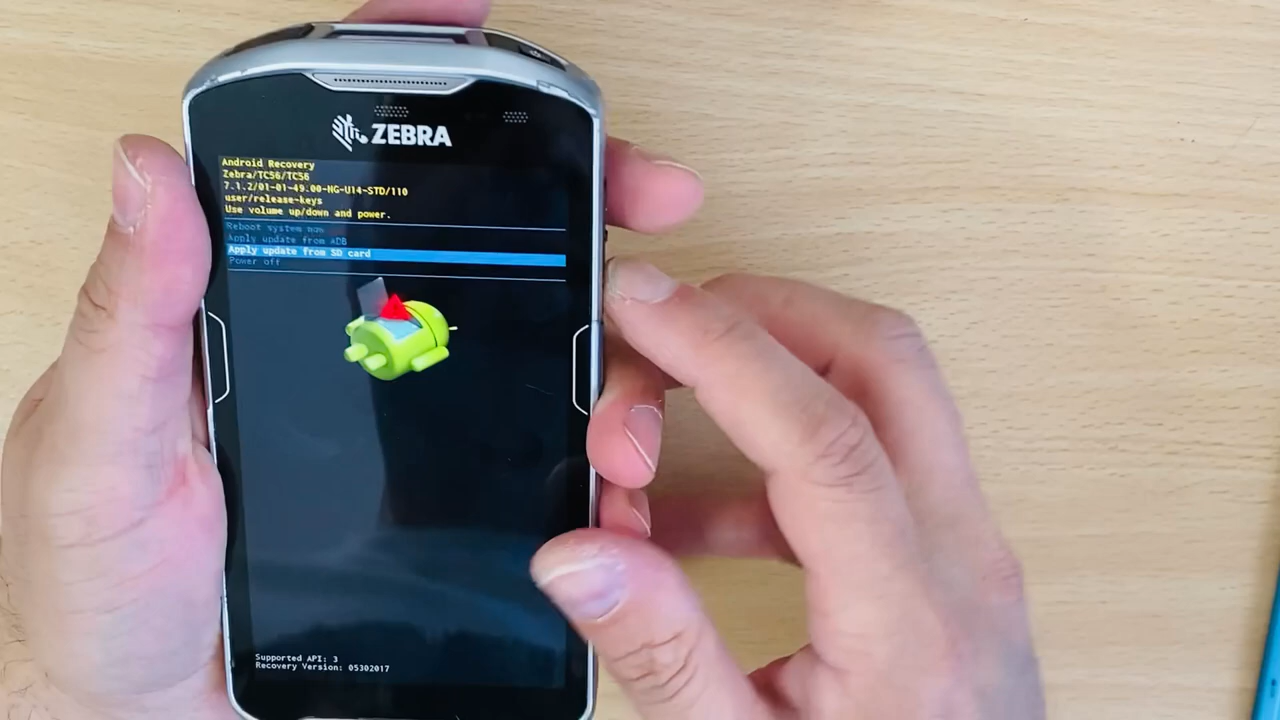 ZEBRA
Android Recovery
Zebra/TC56/TC56
7.1.2/01-01-49.00-NG-U14-STD/110
user/release-keys
Use volume up/down and power.
Reboot system now
Apply update from ADB
Apply update from SD card
Power off
Supported API: 3
Recovery Version: 05302017